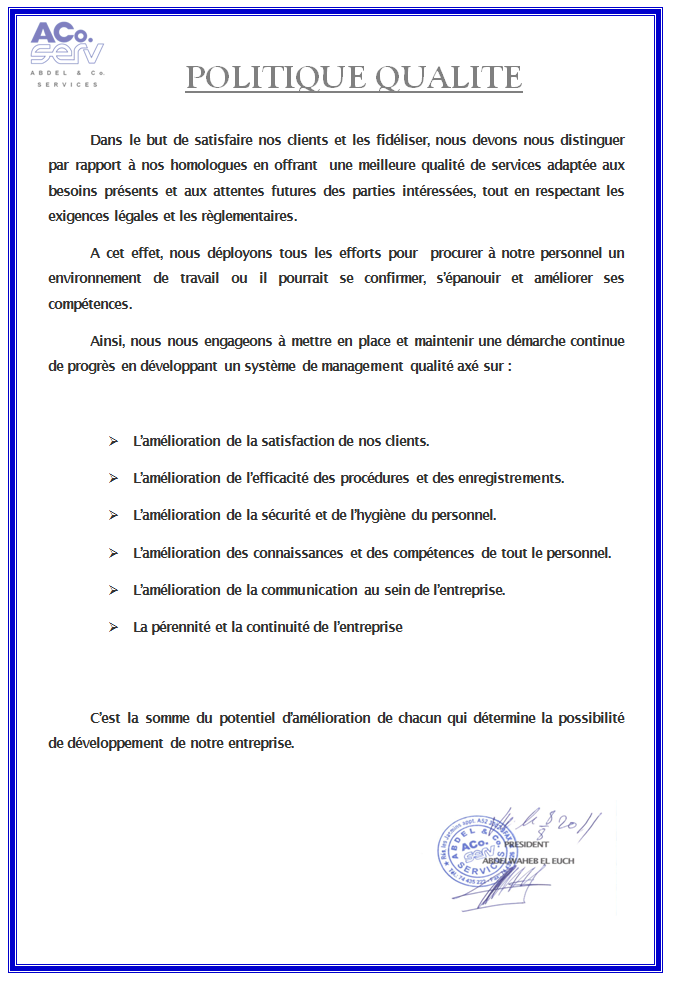 ACo.
serv
ABDEL & Co.
SERVICES
POLITIQUE QUALITE
Dans le but de satisfaire nos clients et les fidéliser, nous devons nous distinguer
par rapport à nos homologues en offrant une meilleure qualité de services adaptée aux
besoins présents et aux attentes futures des parties intéressées, tout en respectant les
exigences légales et les règlementaires.
A cet effet, nous déployons tous les efforts pour procurer à notre personnel un
environnement de travail ou il pourrait se confirmer, s'épanouir et améliorer ses
compétences.
Ainsi, nous nous engageons à mettre en place et maintenir une démarche continue
de progrès en développant un système de management qualité axé sur :
L'amélioration de la satisfaction de nos clients.
L'amélioration de l'efficacité des procédures et des enregistrements.
L'amélioration de la sécurité et de l'hygiène du personnel.
L'amélioration des connaissances et des compétences de tout le personnel.
L'amélioration de la communication au sein de l'entreprise.
La pérennité et la continuité de l'entreprise
C'est la somme du potentiel d'amélioration de chacun qui détermine la possibilité
de développement de notre entreprise.
ABDEL & Co.
ACo.
serv
SERVICES
PRESIDENT
ABDELWAHEB EL EUCH